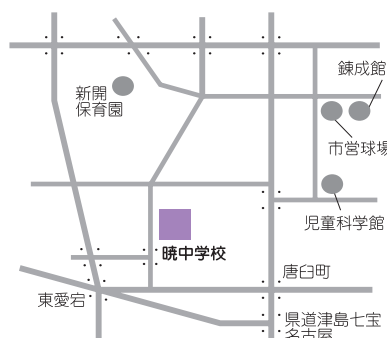 錬成館
新開
保育園
市営球場
児童科学館
暁中学校
唐臼町
東愛宕
県道津島七宝
名古屋